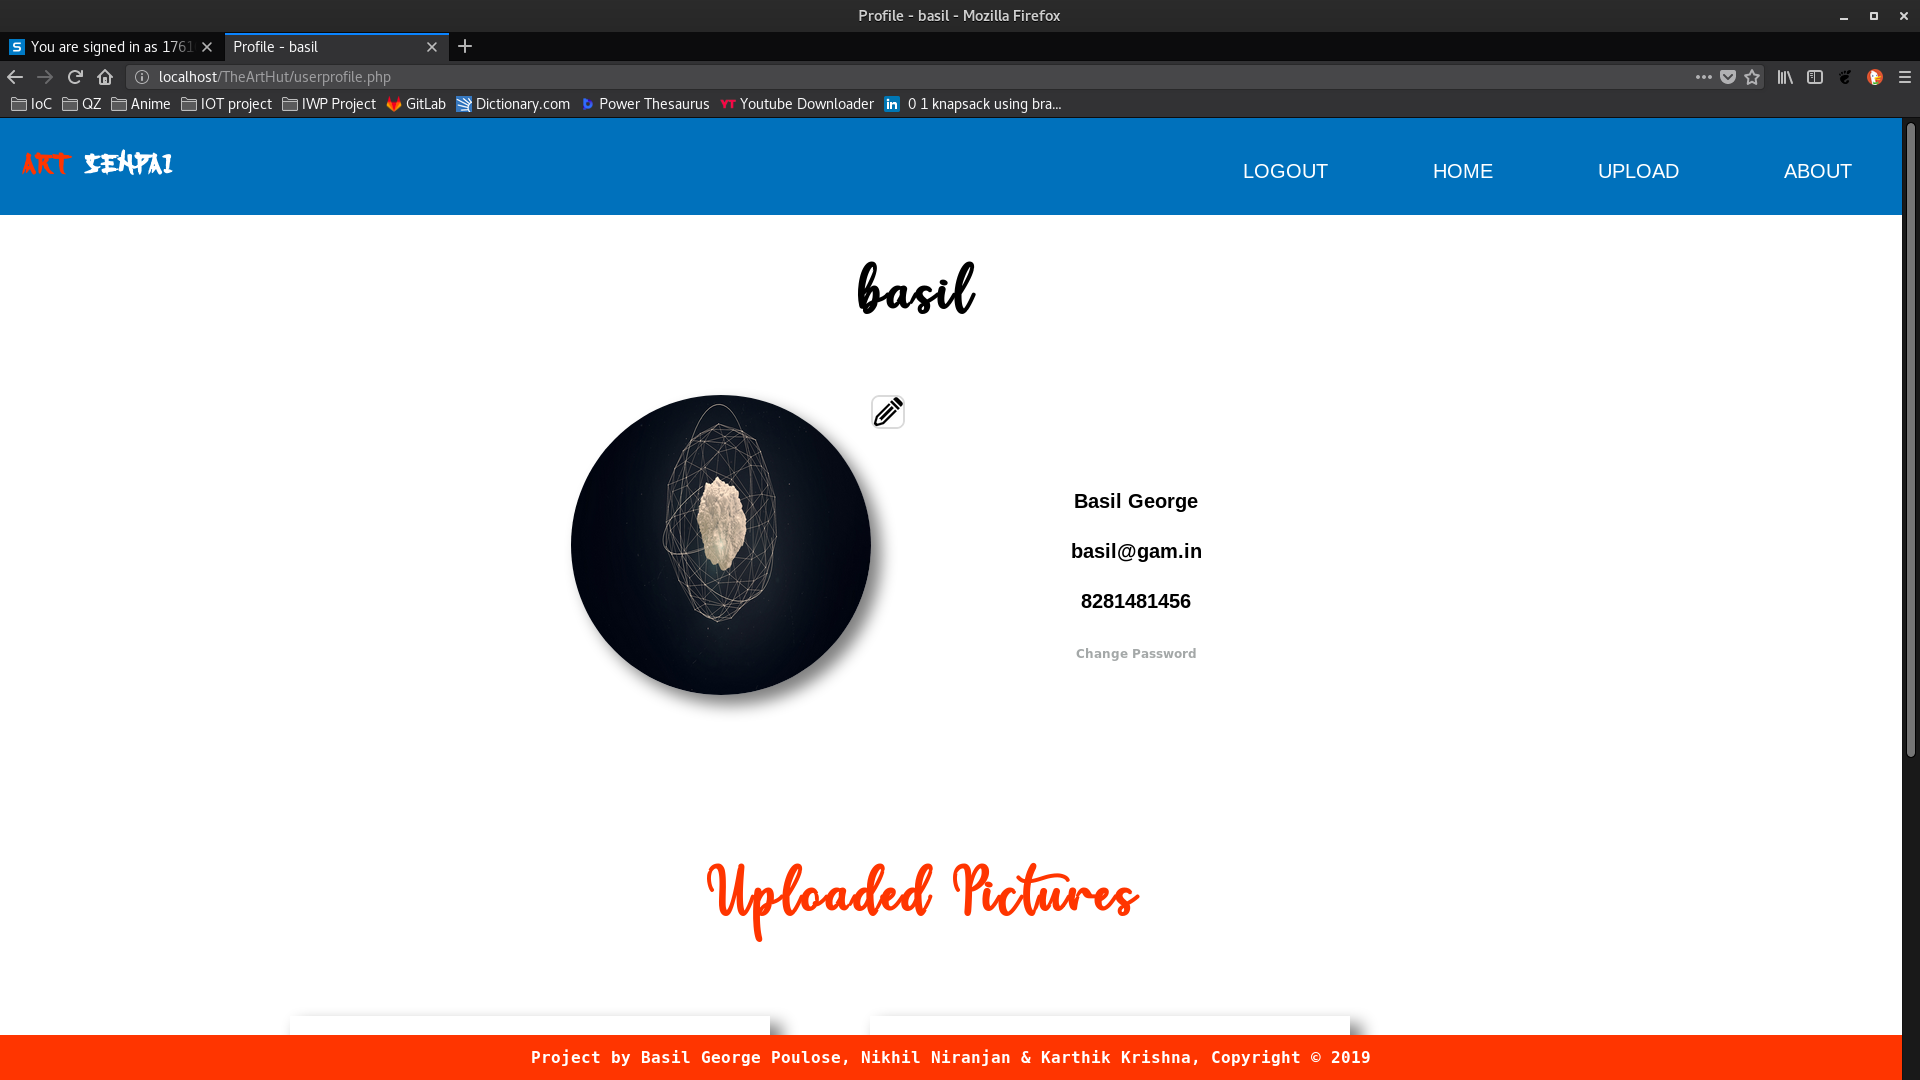 Profile - basil - Mozilla Firefox
You are signed in as 1761
Profile - basil
localhost/TheArtHut/userprofile.php
IoC QZ Anime IOT project IWP Project GitLab Dictionary.com Power Thesaurus YT Youtube Downloader in 0 1 knapsack using bra...
ART SENPAI LOGOUT HOME UPLOAD ABOUT
basil
Basil George
basil@gam.in
8281481456
Change Password
Uploaded Pictures
Project by Basil George Poulose, Nikhil Niranjan & Karthik Krishna, Copyright © 2019